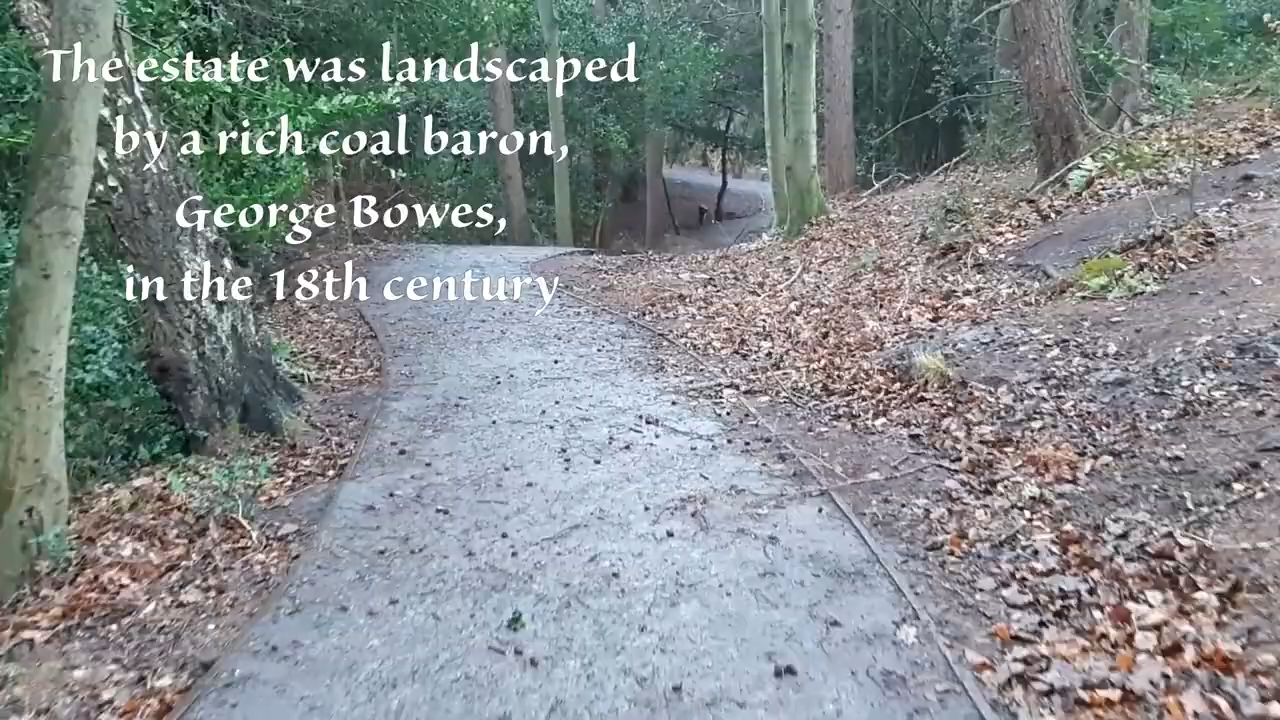 The estate was landscaped
by a rich coal baron,
George Bowes,
in the 18th century